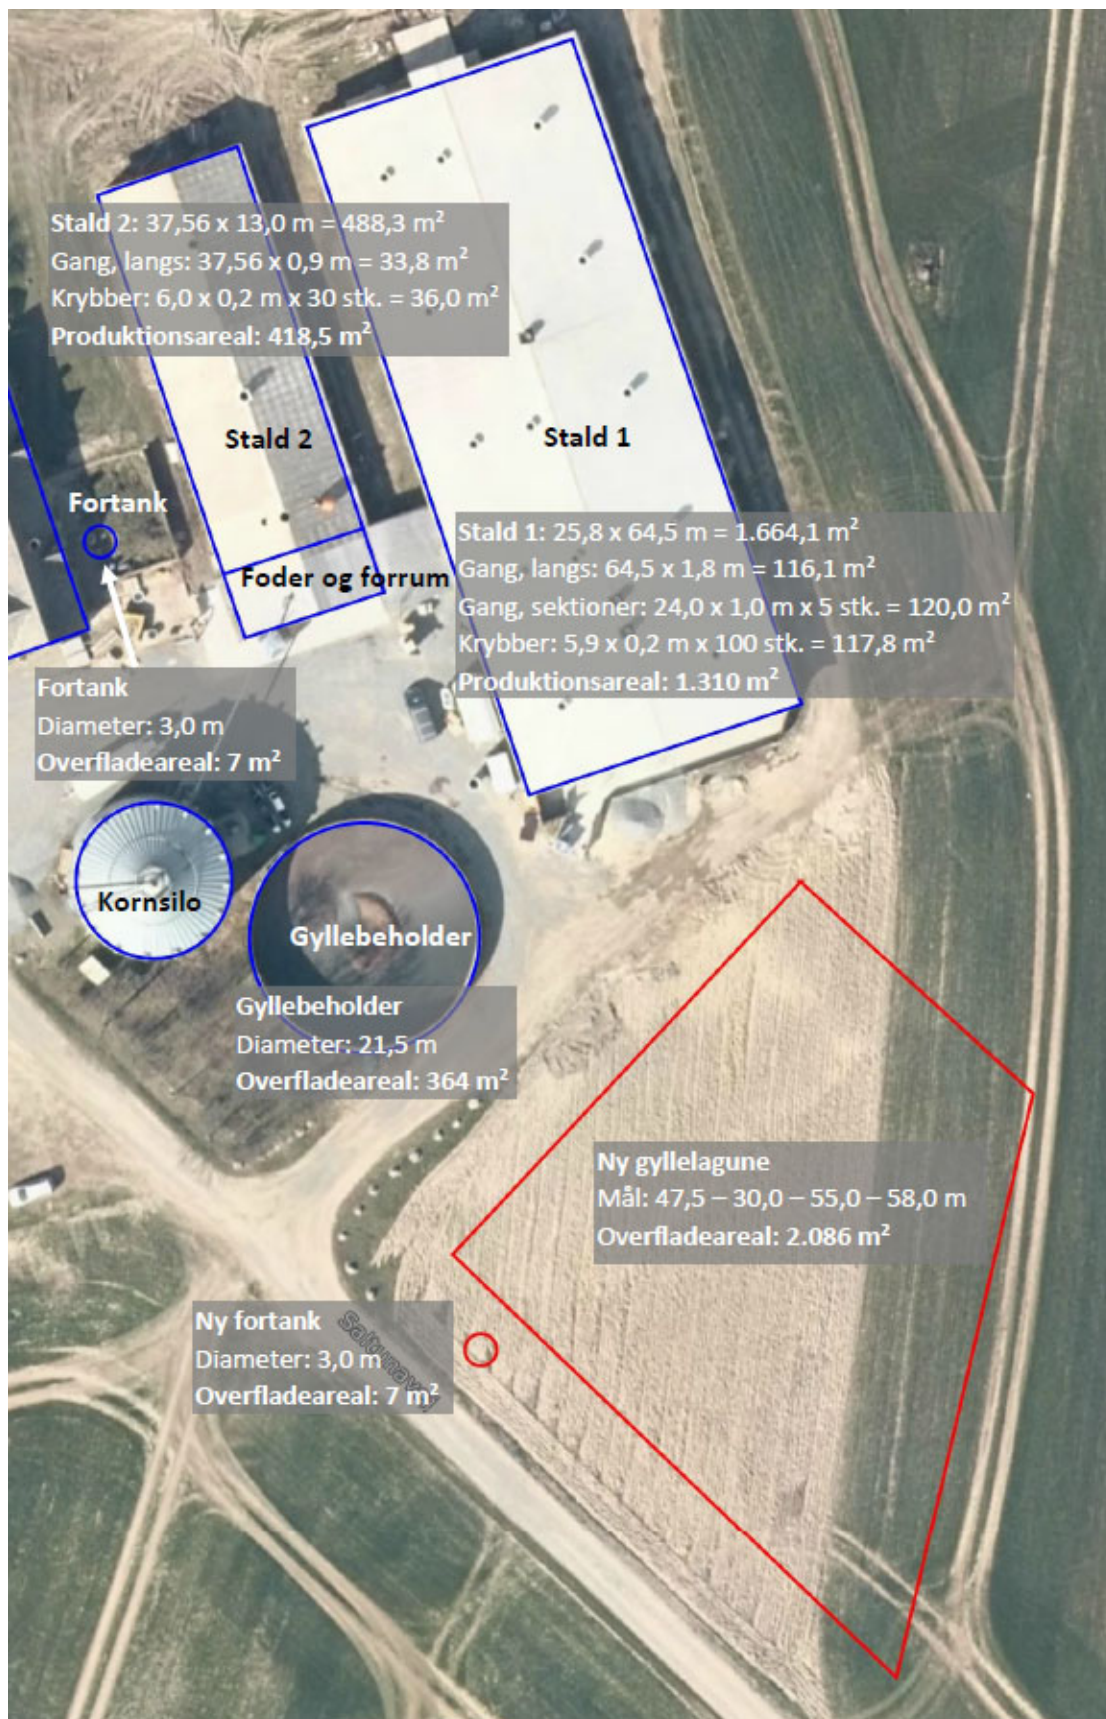 Stald 2: 37,56 x 13,0 m = 488,3 m²
Gang, langs: 37,56 x 0,9 m = 33,8 m²
Krybber: 6,0 x 0,2 m x 30 stk. = 36,0 m²
Produktionsareal: 418,5 m²
Stald 2
Stald 1
Fortank
Stald 1: 25,8 x 64,5 m = 1.664,1 m²
Gang, langs: 64,5 x 1,8 m = 116,1 m²
Gang, sektioner: 24,0 x 1,0 m x 5 stk. = 120,0 m²
Krybber: 5,9 x 0,2 m x 100 stk. = 117,8 m²
Produktionsareal: 1.310 m²
Foder og forrum
Fortank
Diameter: 3,0 m
Overfladeareal: 7 m²
Kornsilo
Gyllebeholder
Gyllebeholder
Diameter: 21,5 m
Overfladeareal: 364 m²
Ny gyllelagune
Mål: 47,5 – 30,0 – 55,0 – 58,0 m
Overfladeareal: 2.086 m²
Ny fortank
Diameter: 3,0 m
Overfladeareal: 7 m²